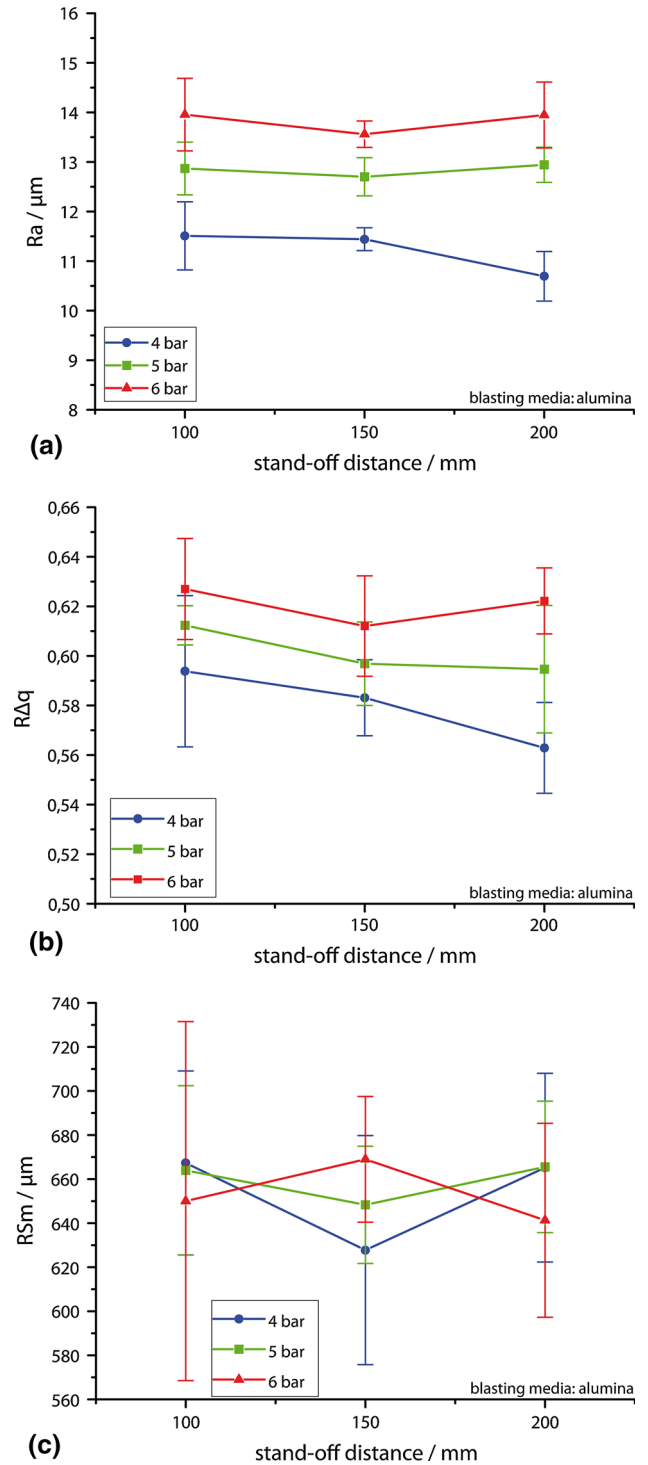 16
15
14
13
12
11
10
9
8
Ra / µm
4 bar
5 bar
6 bar
blasting media: alumina
100
150
200
(a)
stand-off distance / mm
0,66
0,64
0,62
0,60
0,58
0,56
0,54
0,52
0,50
RΔq
4 bar
5 bar
6 bar
blasting media: alumina
100
150
200
(b)
stand-off distance / mm
740
720
700
680
660
640
620
600
580
560
RSm / µm
4 bar
5 bar
6 bar
blasting media: alumina
100
150
200
(c)
stand-off distance / mm